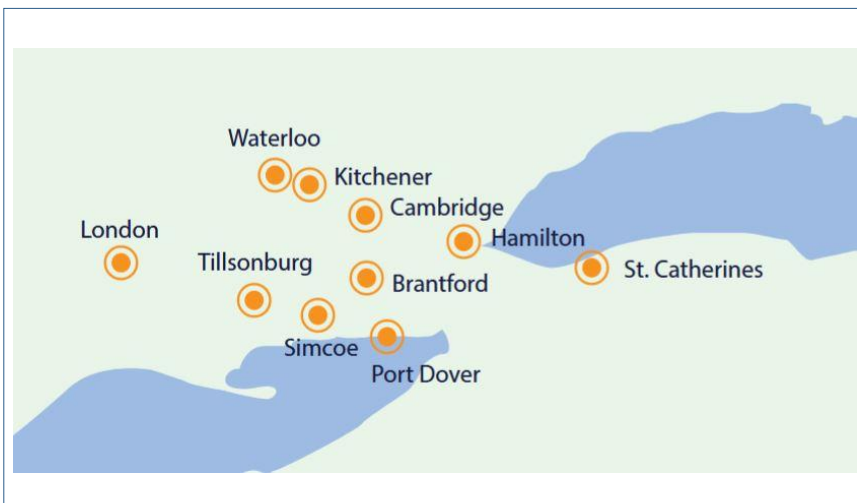 Waterloo
Kitchener
Cambridge
London
Hamilton
Tillsonburg
St. Catherines
Brantford
Simcoe
Port Dover